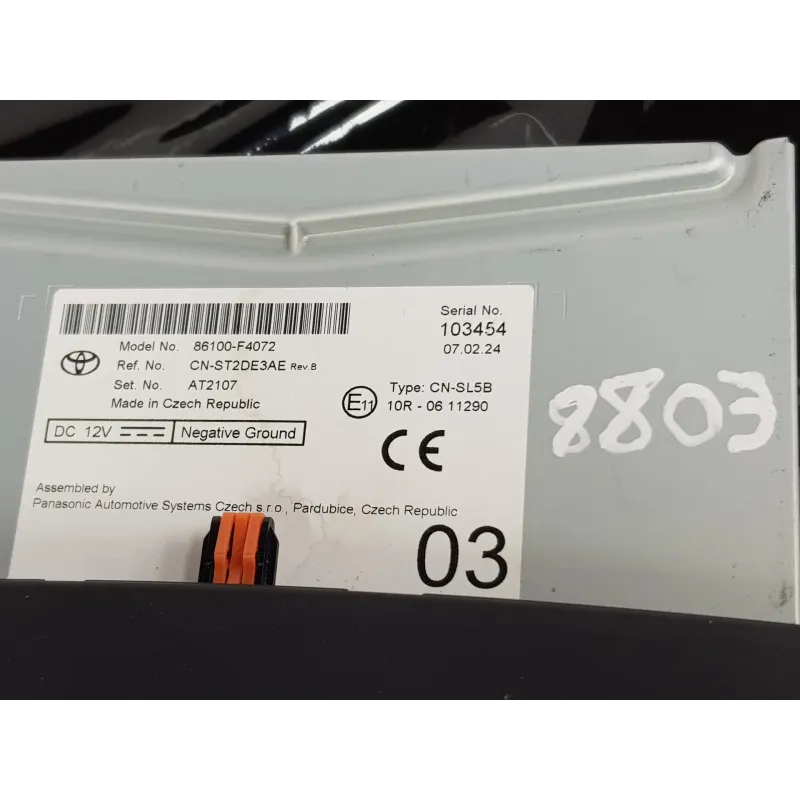 Serial No.
103454
07.02.24
Model No. 86100-F4072
Ref. No. CN-ST2DE3AE Rev.B
Set. No. AT2107
Made in Czech Republic
E11
Type: CN-SL5B
10R - 06 11290
DC 12V Negative Ground
CE
8803
Assembled by
Panasonic Automotive Systems Czech s.r.o., Pardubice, Czech Republic
03